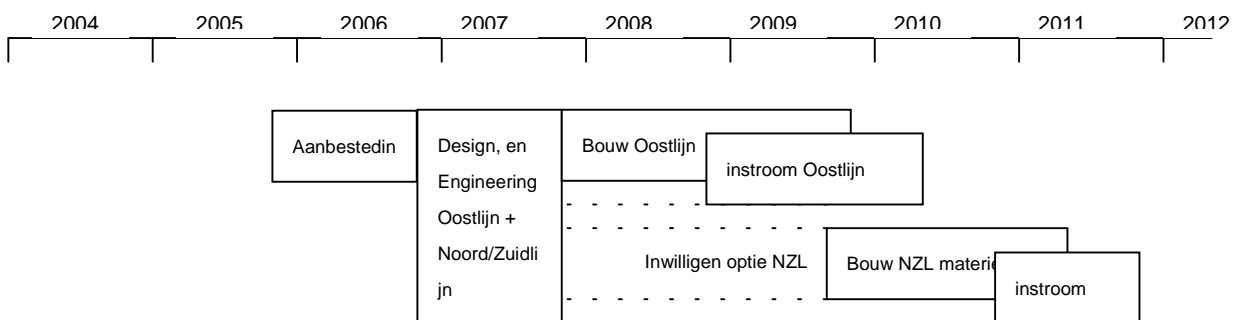 2004 2005 2006 2007 2008 2009 2010 2011 2012
Aanbestedin
Design, en
Engineering
Oostlijn +
Noord/Zuidli
jn
Bouw Oostlijn
instroom Oostlijn
Inwilligen optie NZL
Bouw NZL materie
instroom